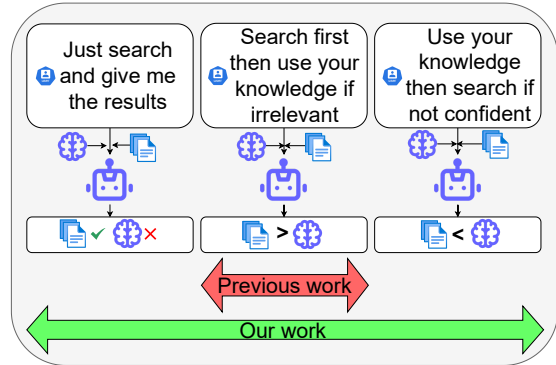 Just search
and give me
the results
Search first
then use your
knowledge if
irrelevant
Use your
knowledge
then search if
not confident
>
<
Previous work
Our work